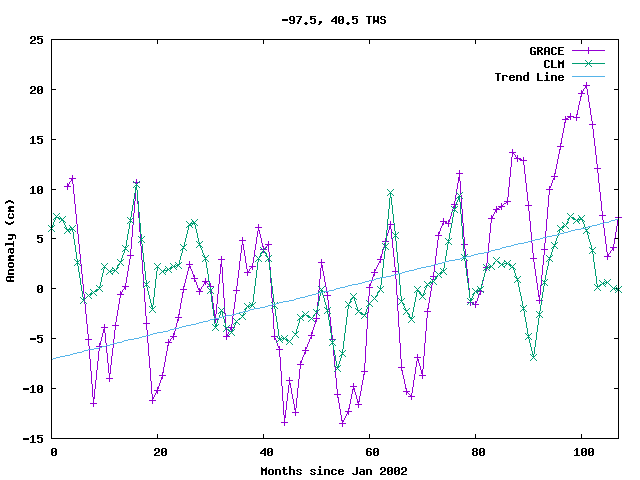 -97.5, 40.5 TWS
GRACE
CLM
Trend Line
25
20
15
10
5
0
-5
-10
-15
Anomaly (cm)
0 20 40 60 80 100
Months since Jan 2002